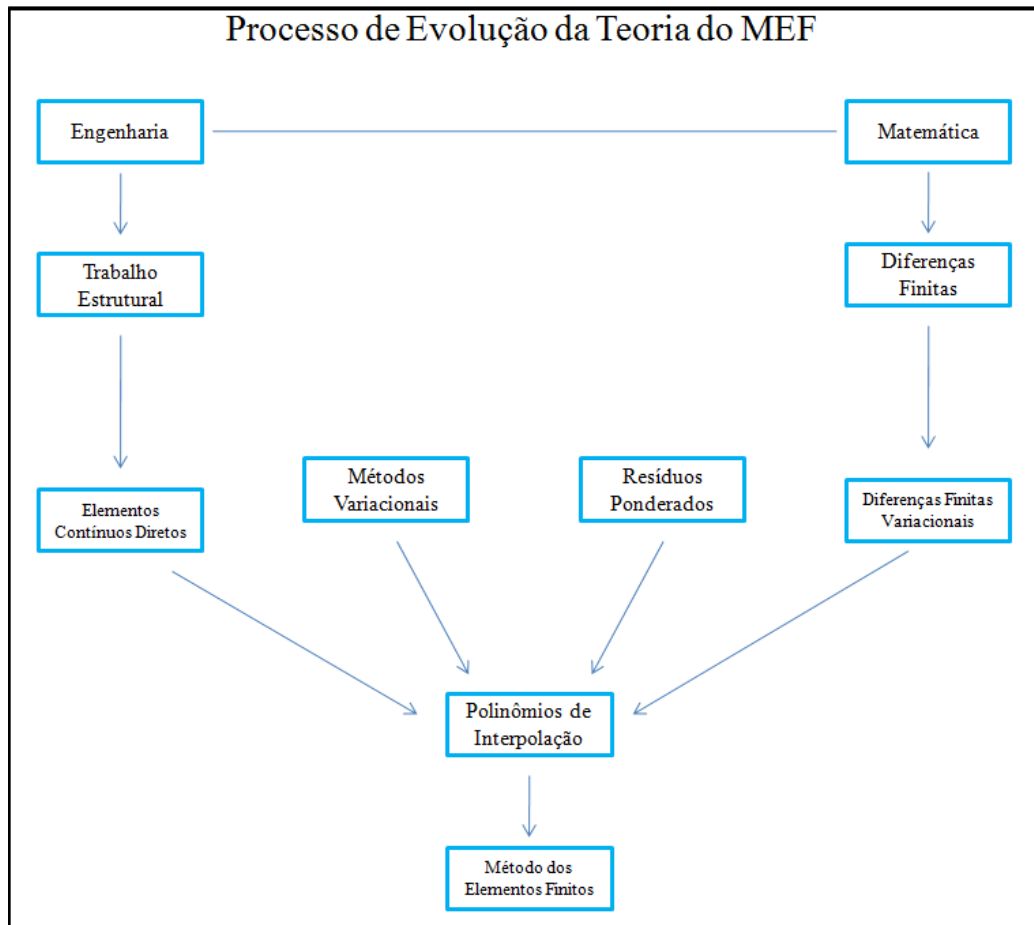 Processo de Evolução da Teoria do MEF
Engenharia
Matemática
Trabalho
Estrutural
Diferenças
Finitas
Elementos
Contínuos Diretos
Métodos
Variacionais
Resíduos
Ponderados
Diferenças Finitas
Variacionais
Polinômios de
Interpolação
Método dos
Elementos Finitos